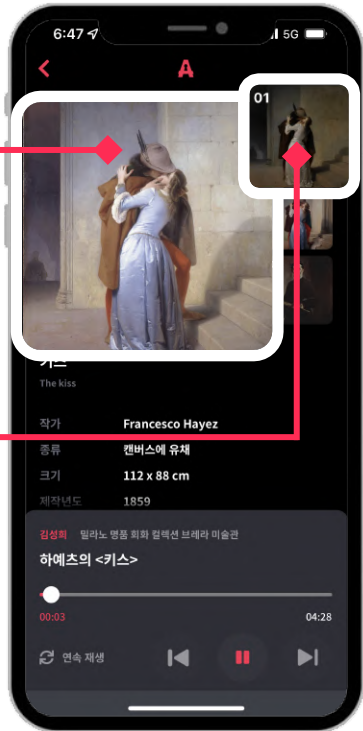 6:47
5G
A
01
키스
The kiss
작가 Francesco Hayez
종류 캔버스에 유채
크기 112 x 88 cm
제작년도 1859
김성희 밀라노 명품 회화 컬렉션 브레라 미술관
하예츠의 <키스>
00:03 04:28
연속 재생